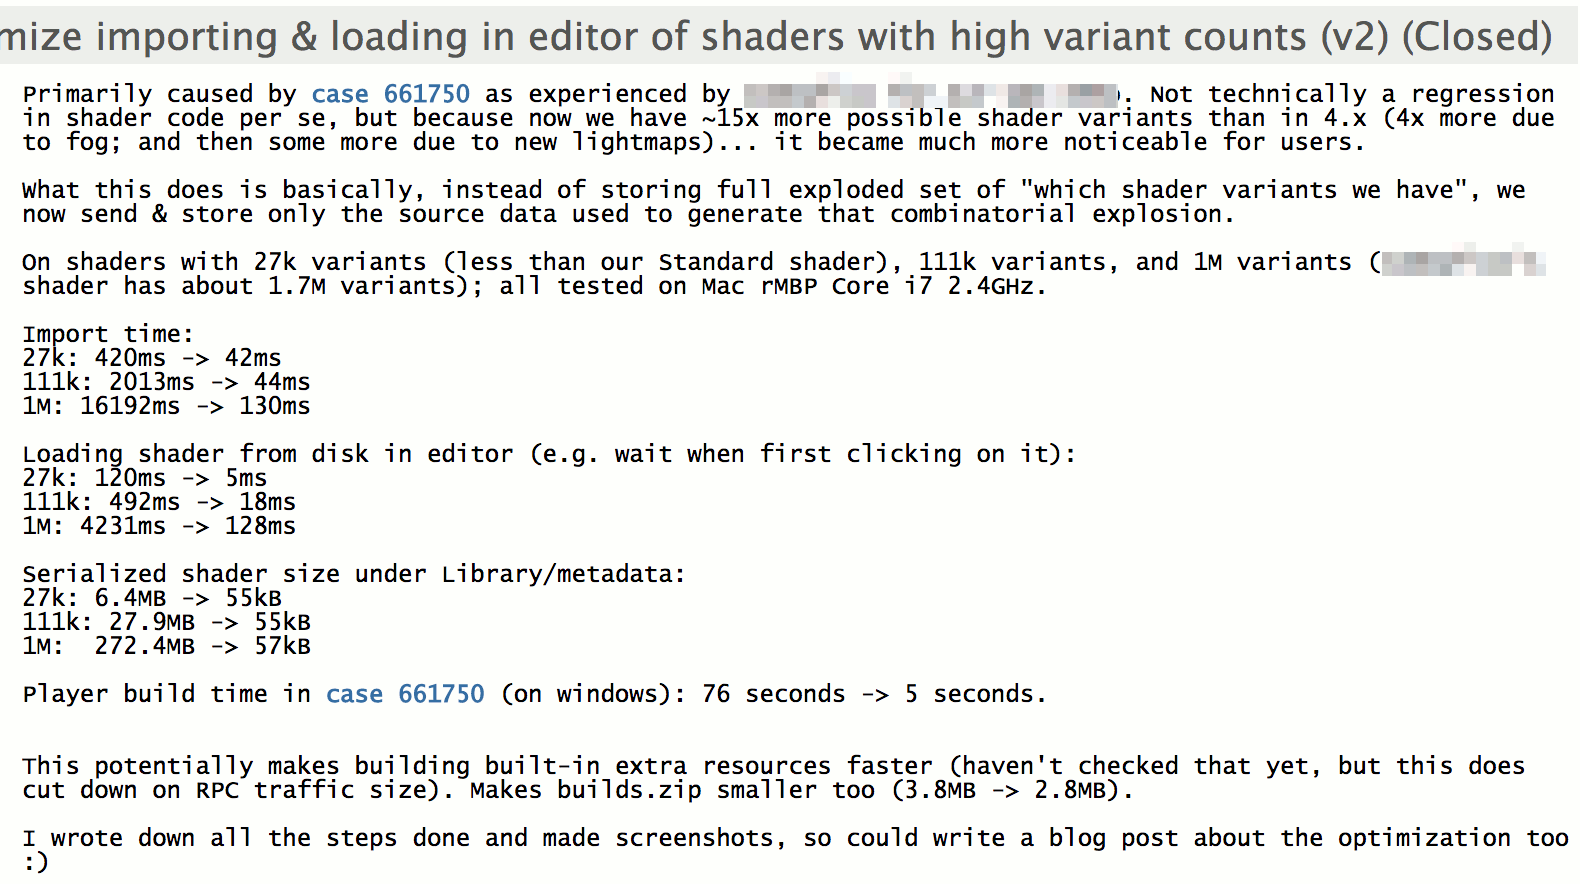 mize importing & loading in editor of shaders with high variant counts (v2) (Closed)
Primarily caused by case 661750 as experienced by . Not technically a regression
in shader code per se, but because now we have ~15x more possible shader variants than in 4.x (4x more due
to fog; and then some more due to new lightmaps)... it became much more noticeable for users.
What this does is basically, instead of storing full exploded set of "which shader variants we have", we
now send & store only the source data used to generate that combinatorial explosion.
On shaders with 27k variants (less than our Standard shader), 111k variants, and 1M variants (
shader has about 1.7M variants); all tested on Mac rMBP Core i7 2.4GHz.
Import time:
27k: 420ms -> 42ms
111k: 2013ms -> 44ms
1M: 16192ms -> 130ms
Loading shader from disk in editor (e.g. wait when first clicking on it):
27k: 120ms -> 5ms
111k: 492ms -> 18ms
1M: 4231ms -> 128ms
Serialized shader size under Library/metadata:
27k: 6.4MB -> 55kB
111k: 27.9MB -> 55kB
1M:  272.4MB -> 57kB
Player build time in case 661750 (on windows): 76 seconds -> 5 seconds.
This potentially makes building built-in extra resources faster (haven't checked that yet, but this does
cut down on RPC traffic size). Makes builds.zip smaller too (3.8MB -> 2.8MB).
I wrote down all the steps done and made screenshots, so could write a blog post about the optimization too
:)